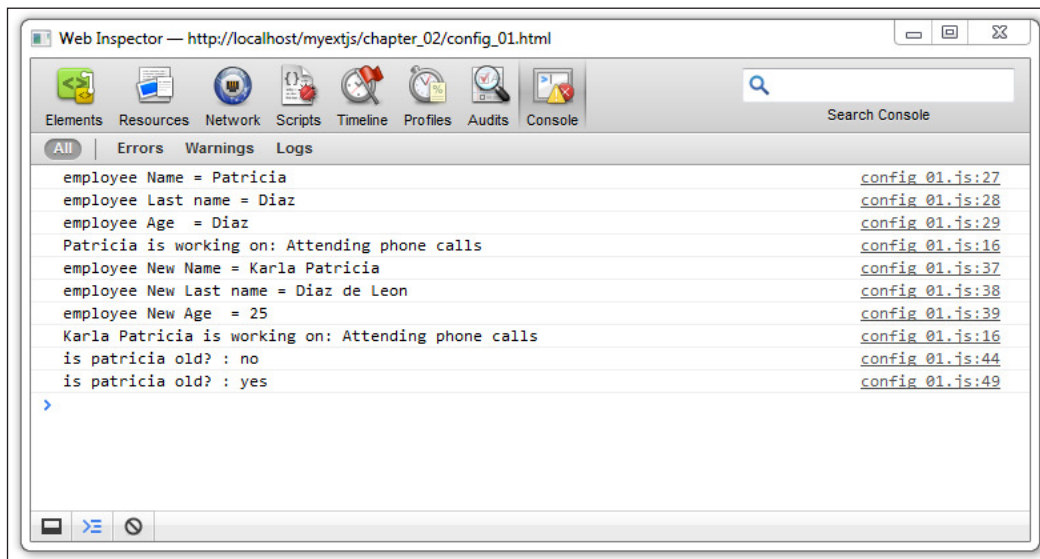 Web Inspector — http://localhost/myextjs/chapter_02/config_01.html
Elements Resources Network Scripts Timeline Profiles Audits Console
Search Console
All Errors Warnings Logs
employee Name = Patricia config_01.js:27
employee Last name = Diaz config_01.js:28
employee Age  = Diaz config_01.js:29
Patricia is working on: Attending phone calls config_01.js:16
employee New Name = Karla Patricia config_01.js:37
employee New Last name = Diaz de Leon config_01.js:38
employee New Age  = 25 config_01.js:39
Karla Patricia is working on: Attending phone calls config_01.js:16
is patricia old? : no config_01.js:44
is patricia old? : yes config_01.js:49